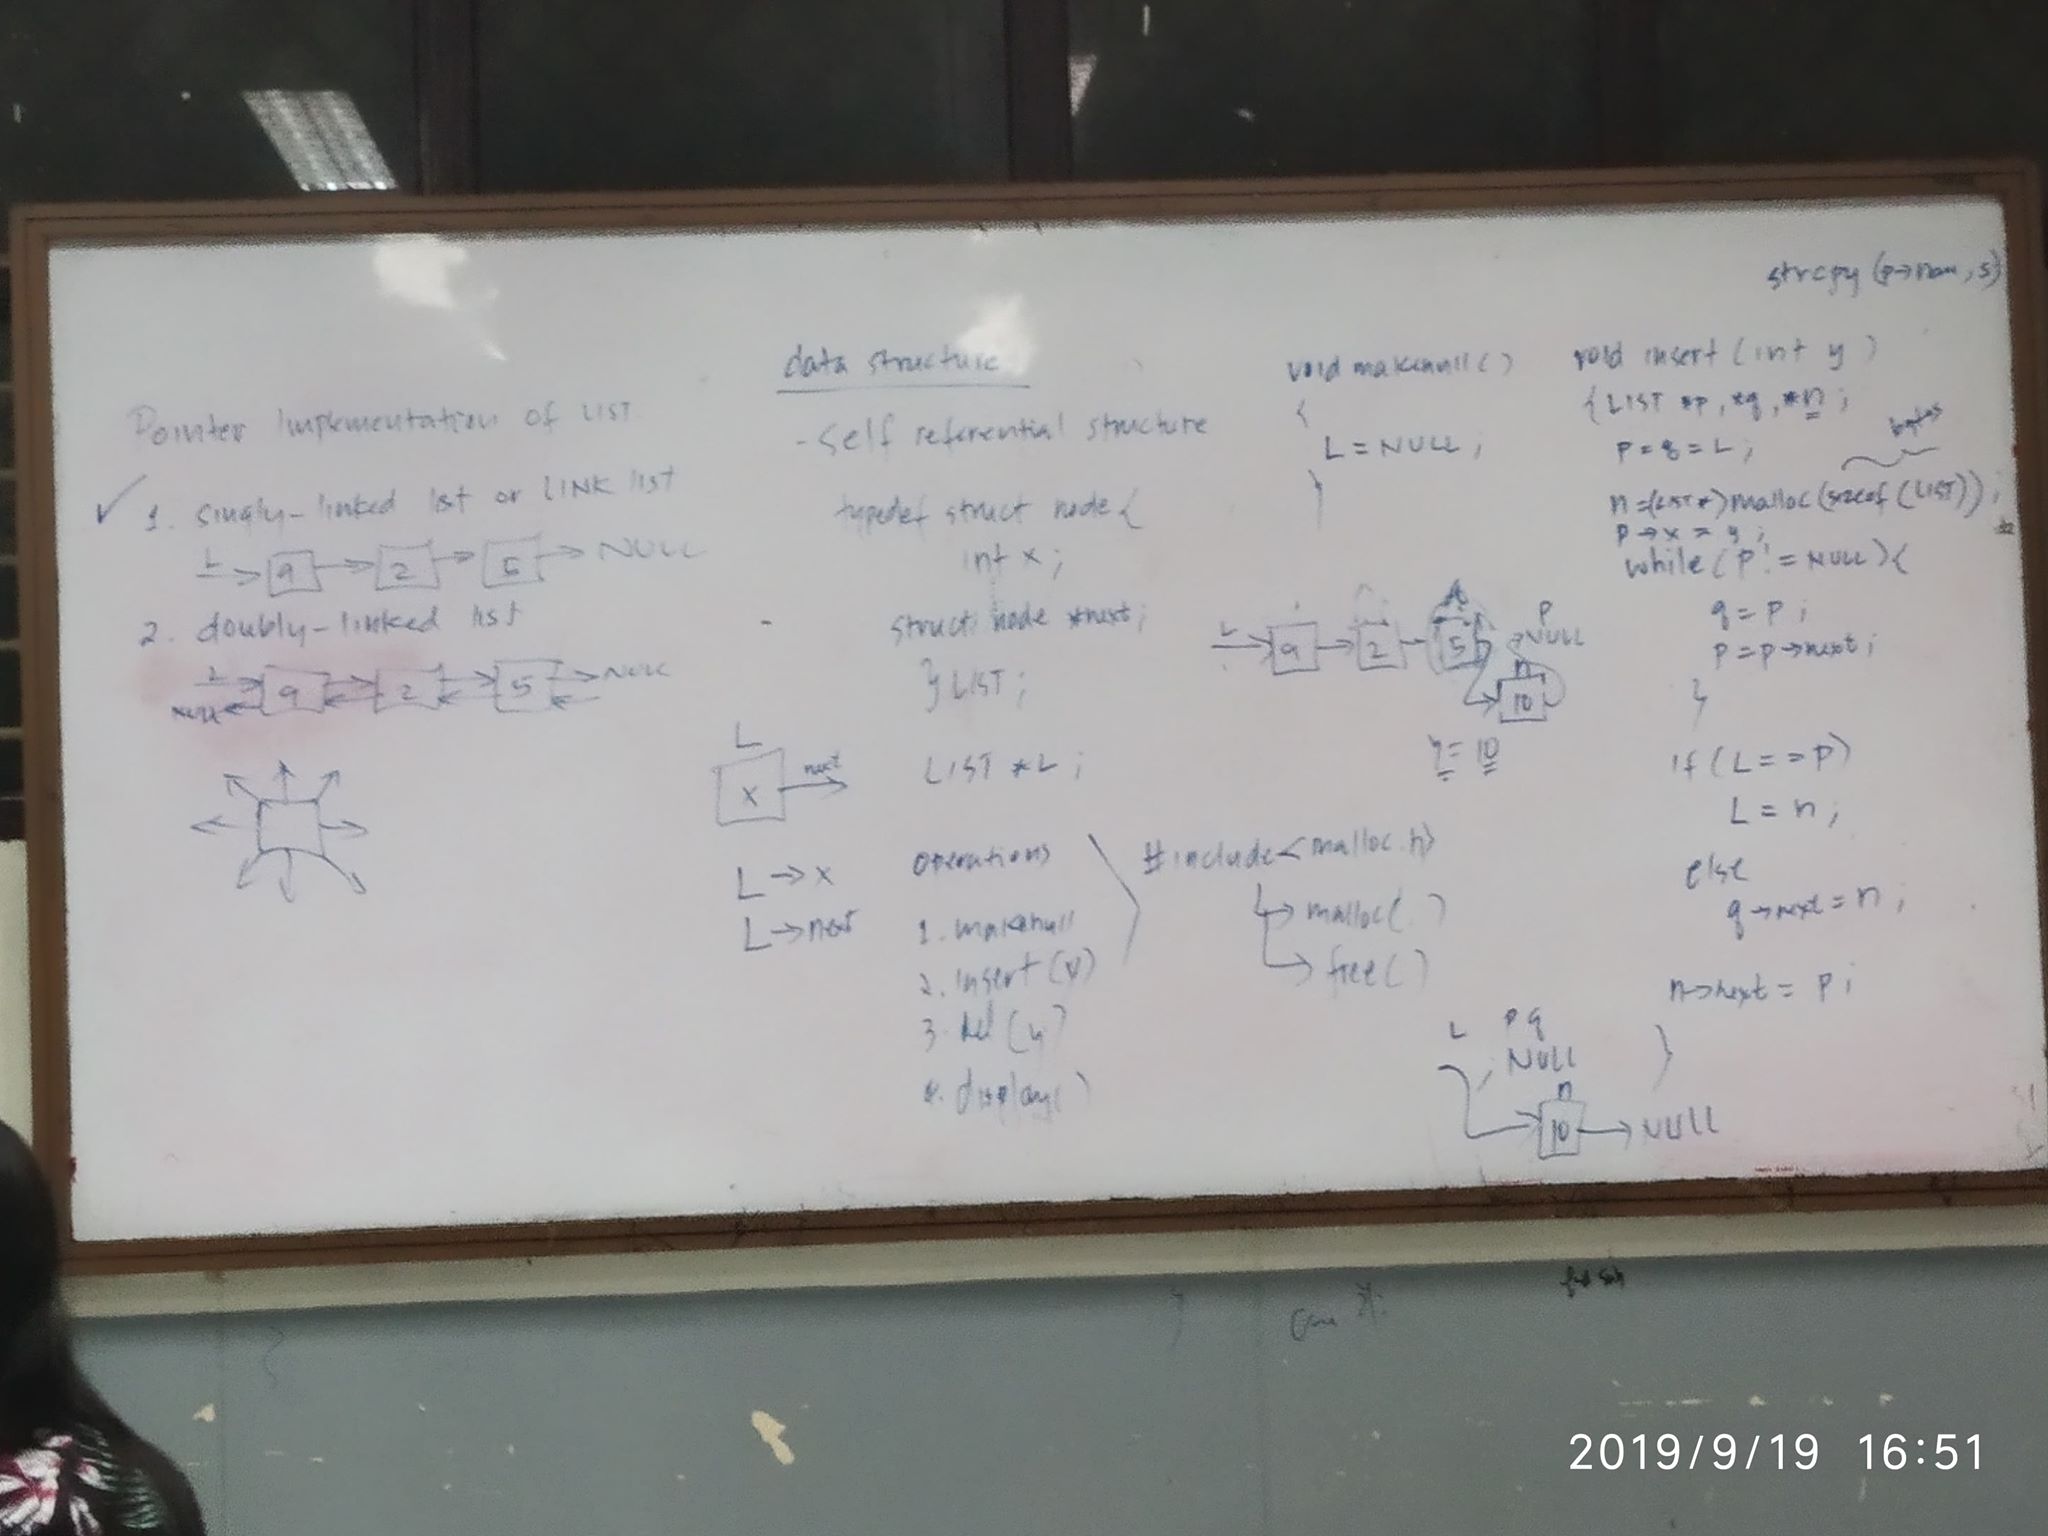 Pointer Implementation of LIST
1. singly-linked list or LINK list
L 9 2 5 NULL
2. doubly-linked list
L 9 2 5 NULL
NULL
data structure
- self referential structure
typedef struct node {
int x;
struct node *next;
} LIST;
L
x next
LIST *L;
L→x
L→next
operations
1. makenull
2. insert(y)
3. del(y)
4. display()
#include<malloc.h>
malloc( )
free( )
void makenull()
{
L = NULL;
}
L 9 2 5 P NULL
n
10
y = 10
strcpy(p→nam, s)
void insert (int y)
{ LIST *p, *q, *n;
p = q = L;
bytes
n = (LIST*)malloc(sizeof(LIST));
p→x = y;
while(p != NULL){
q = p;
p = p→next;
}
if (L == p)
L = n;
else
q→next = n;
n→next = p;
}
L P q
NULL
n
10 NULL
2019/9/19 16:51